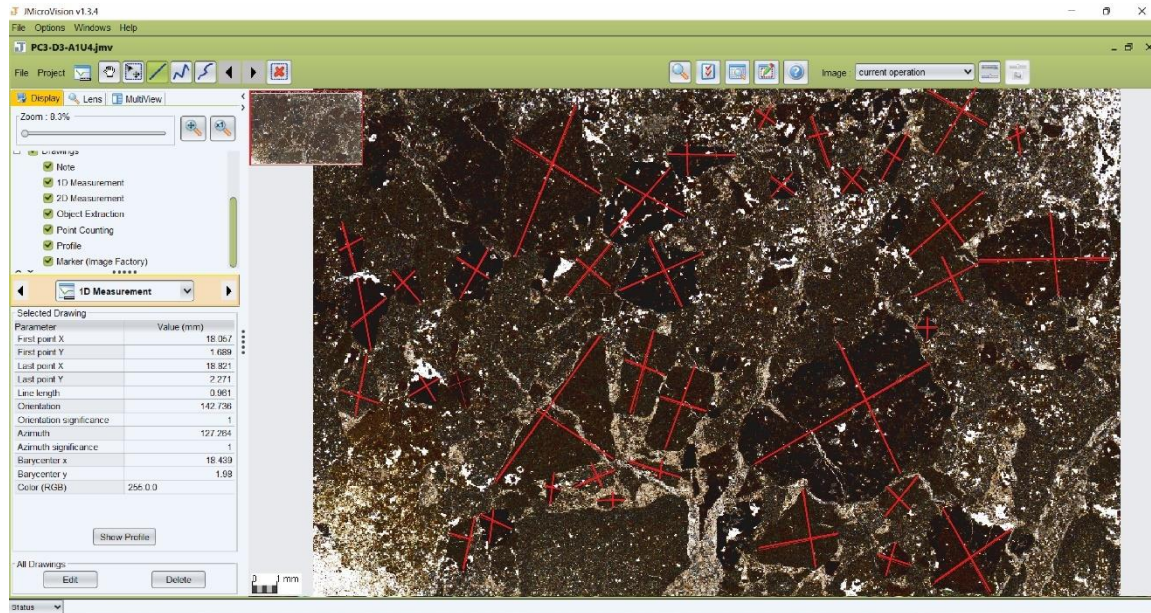 JMicroVision v1.3.4
File Options Windows Help
PC3-D3-A1U4.jmv
File Project
Image : current operation
Display Lens MultiView
Zoom : 8.3%
x1
Drawings
Note
1D Measurement
2D Measurement
Object Extraction
Point Counting
Profile
Marker (Image Factory)
1D Measurement
Selected Drawing
Parameter Value (mm)
First point X 18.057
First point Y 1.689
Last point X 18.821
Last point Y 2.271
Line length 0.961
Orientation 142.736
Orientation significance 1
Azimuth 127.264
Azimuth significance 1
Barycenter x 18.439
Barycenter y 1.98
Color (RGB) 255.0.0
Show Profile
All Drawings
Edit Delete
0 1 mm
Status